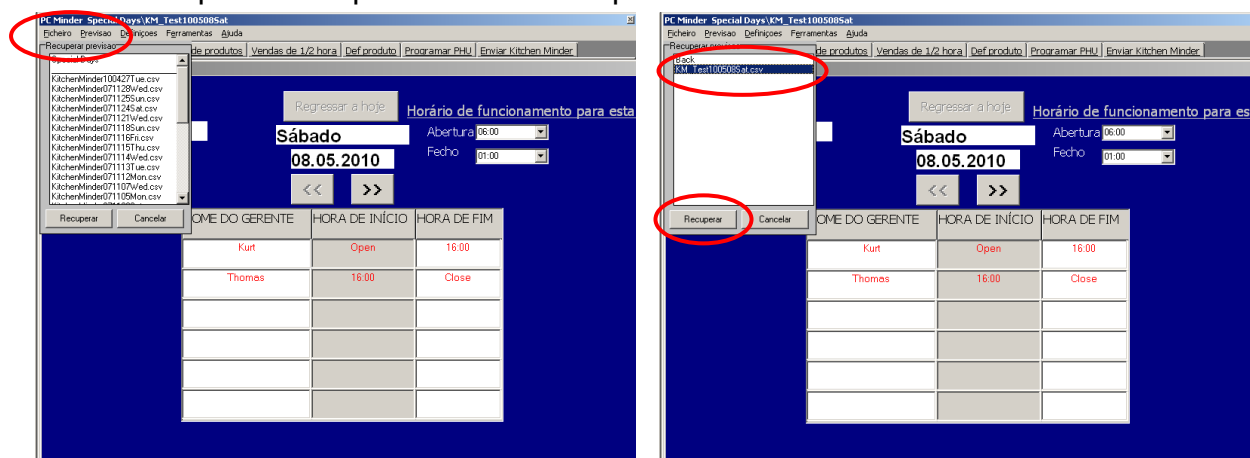 PC Minder Special Days\KM_Test100508Sat
Ficheiro Previsao Definiçoes Ferramentas Ajuda
Recuperar previsao
de produtos Vendas de 1/2 hora Def produto Programar PHU Enviar Kitchen Minder
Special Days
KitchenMinder100427Tue.csv
KitchenMinder071128Wed.csv
KitchenMinder071125Sun.csv
KitchenMinder071124Sat.csv
KitchenMinder071121Wed.csv
KitchenMinder071118Sun.csv
KitchenMinder071116Fri.csv
KitchenMinder071115Thu.csv
KitchenMinder071114Wed.csv
KitchenMinder071113Tue.csv
KitchenMinder071112Mon.csv
KitchenMinder071107Wed.csv
KitchenMinder071105Mon.csv
Recuperar Cancelar
Regressar a hoje
Horário de funcionamento para esta
Sábado
Abertura 06:00
08.05.2010
Fecho 01:00
<< >>
OME DO GERENTE HORA DE INÍCIO HORA DE FIM
Kurt Open 16:00
Thomas 16:00 Close
PC Minder Special Days\KM_Test100508Sat
Ficheiro Previsao Definiçoes Ferramentas Ajuda
Recuperar previsao
de produtos Vendas de 1/2 hora Def produto Programar PHU Enviar Kitchen Minder
Back
KM_Test100508Sat.csv
Recuperar Cancelar
Regressar a hoje
Horário de funcionamento para es
Sábado
Abertura 06:00
08.05.2010
Fecho 01:00
<< >>
OME DO GERENTE HORA DE INÍCIO HORA DE FIM
Kurt Open 16:00
Thomas 16:00 Close